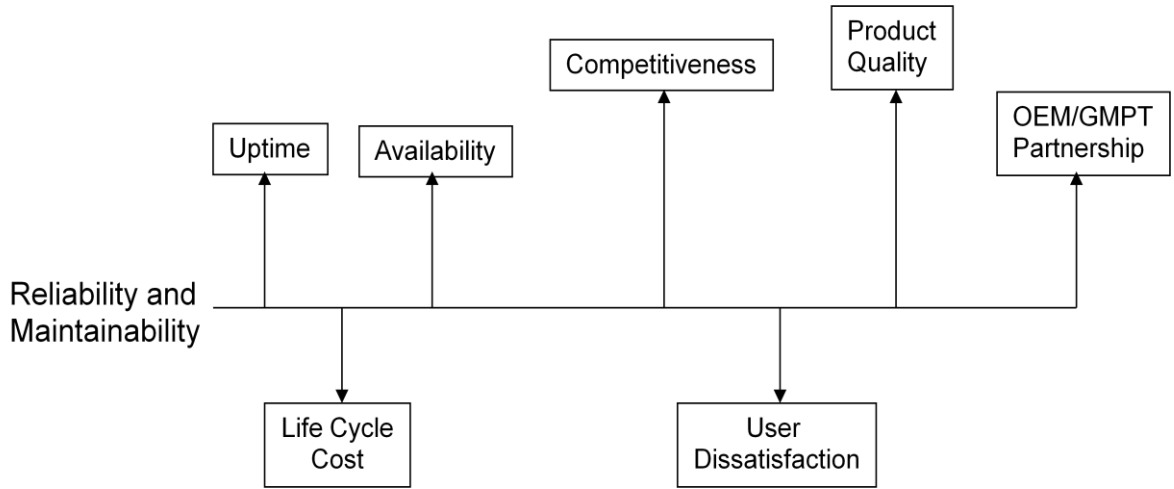 Product
Quality
Competitiveness
OEM/GMPT
Partnership
Uptime
Availability
Reliability and
Maintainability
Life Cycle
Cost
User
Dissatisfaction